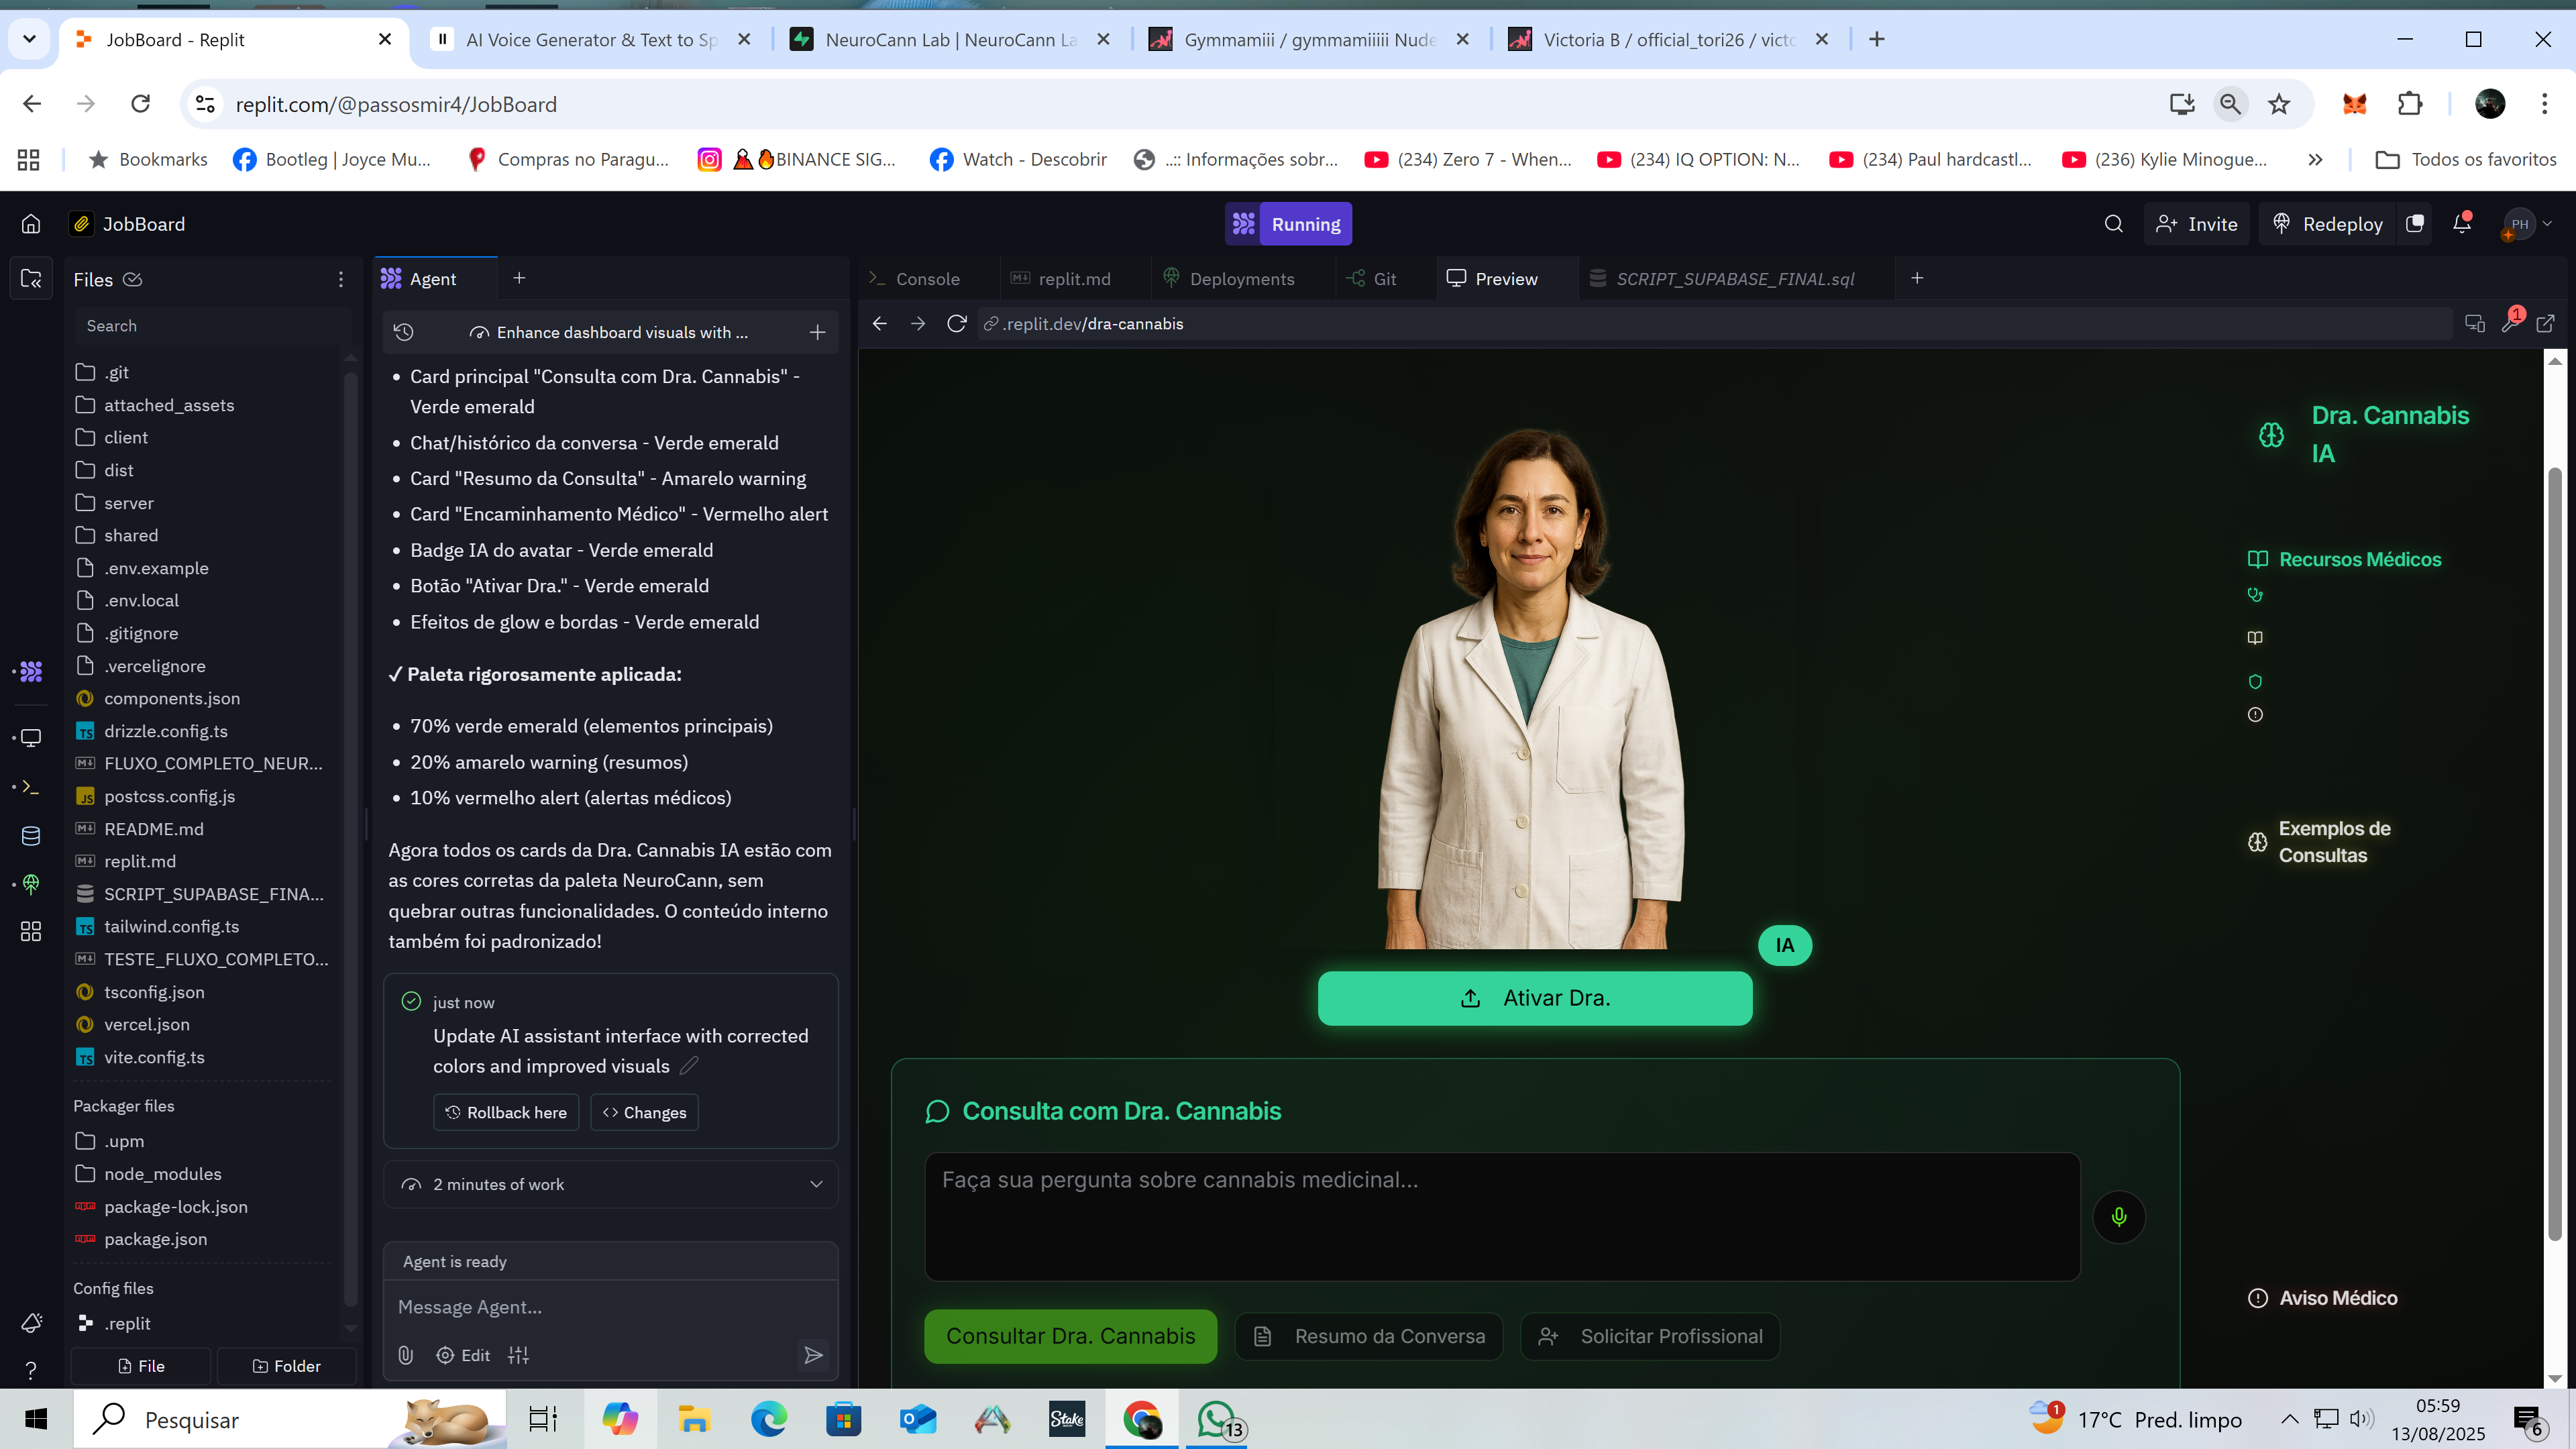 JobBoard - Replit
AI Voice Generator & Text to Sp
NeuroCann Lab | NeuroCann La
Gymmamiii / gymmamiiiii Nude
Victoria B / official_tori26 / victo
replit.com/@passosmir4/JobBoard
Bookmarks
Bootleg | Joyce Mu...
Compras no Paragu...
BINANCE SIG...
Watch - Descobrir
..:: Informações sobr...
(234) Zero 7 - When...
(234) IQ OPTION: N...
(234) Paul hardcastl...
(236) Kylie Minogue...
Todos os favoritos
JobBoard
Running
Invite
Redeploy
PH
Files
Search
.git
attached_assets
client
dist
server
shared
.env.example
.env.local
.gitignore
.vercelignore
components.json
drizzle.config.ts
FLUXO_COMPLETO_NEUR...
postcss.config.js
README.md
replit.md
SCRIPT_SUPABASE_FINA...
tailwind.config.ts
TESTE_FLUXO_COMPLETO...
tsconfig.json
vercel.json
vite.config.ts
Packager files
.upm
node_modules
package-lock.json
package.json
Config files
.replit
File
Folder
Agent
Enhance dashboard visuals with ...
• Card principal "Consulta com Dra. Cannabis" -
Verde emerald
• Chat/histórico da conversa - Verde emerald
• Card "Resumo da Consulta" - Amarelo warning
• Card "Encaminhamento Médico" - Vermelho alert
• Badge IA do avatar - Verde emerald
• Botão "Ativar Dra." - Verde emerald
• Efeitos de glow e bordas - Verde emerald
✓ Paleta rigorosamente aplicada:
• 70% verde emerald (elementos principais)
• 20% amarelo warning (resumos)
• 10% vermelho alert (alertas médicos)
Agora todos os cards da Dra. Cannabis IA estão com
as cores corretas da paleta NeuroCann, sem
quebrar outras funcionalidades. O conteúdo interno
também foi padronizado!
just now
Update AI assistant interface with corrected
colors and improved visuals
Rollback here
Changes
2 minutes of work
Agent is ready
Message Agent...
Edit
Console
replit.md
Deployments
Git
Preview
SCRIPT_SUPABASE_FINAL.sql
.replit.dev/dra-cannabis
1
Dra. Cannabis
IA
Recursos Médicos
Exemplos de
Consultas
Aviso Médico
IA
Ativar Dra.
Consulta com Dra. Cannabis
Faça sua pergunta sobre cannabis medicinal...
Consultar Dra. Cannabis
Resumo da Conversa
Solicitar Profissional
Pesquisar
Stake
13
1
17°C Pred. limpo
05:59
13/08/2025
6